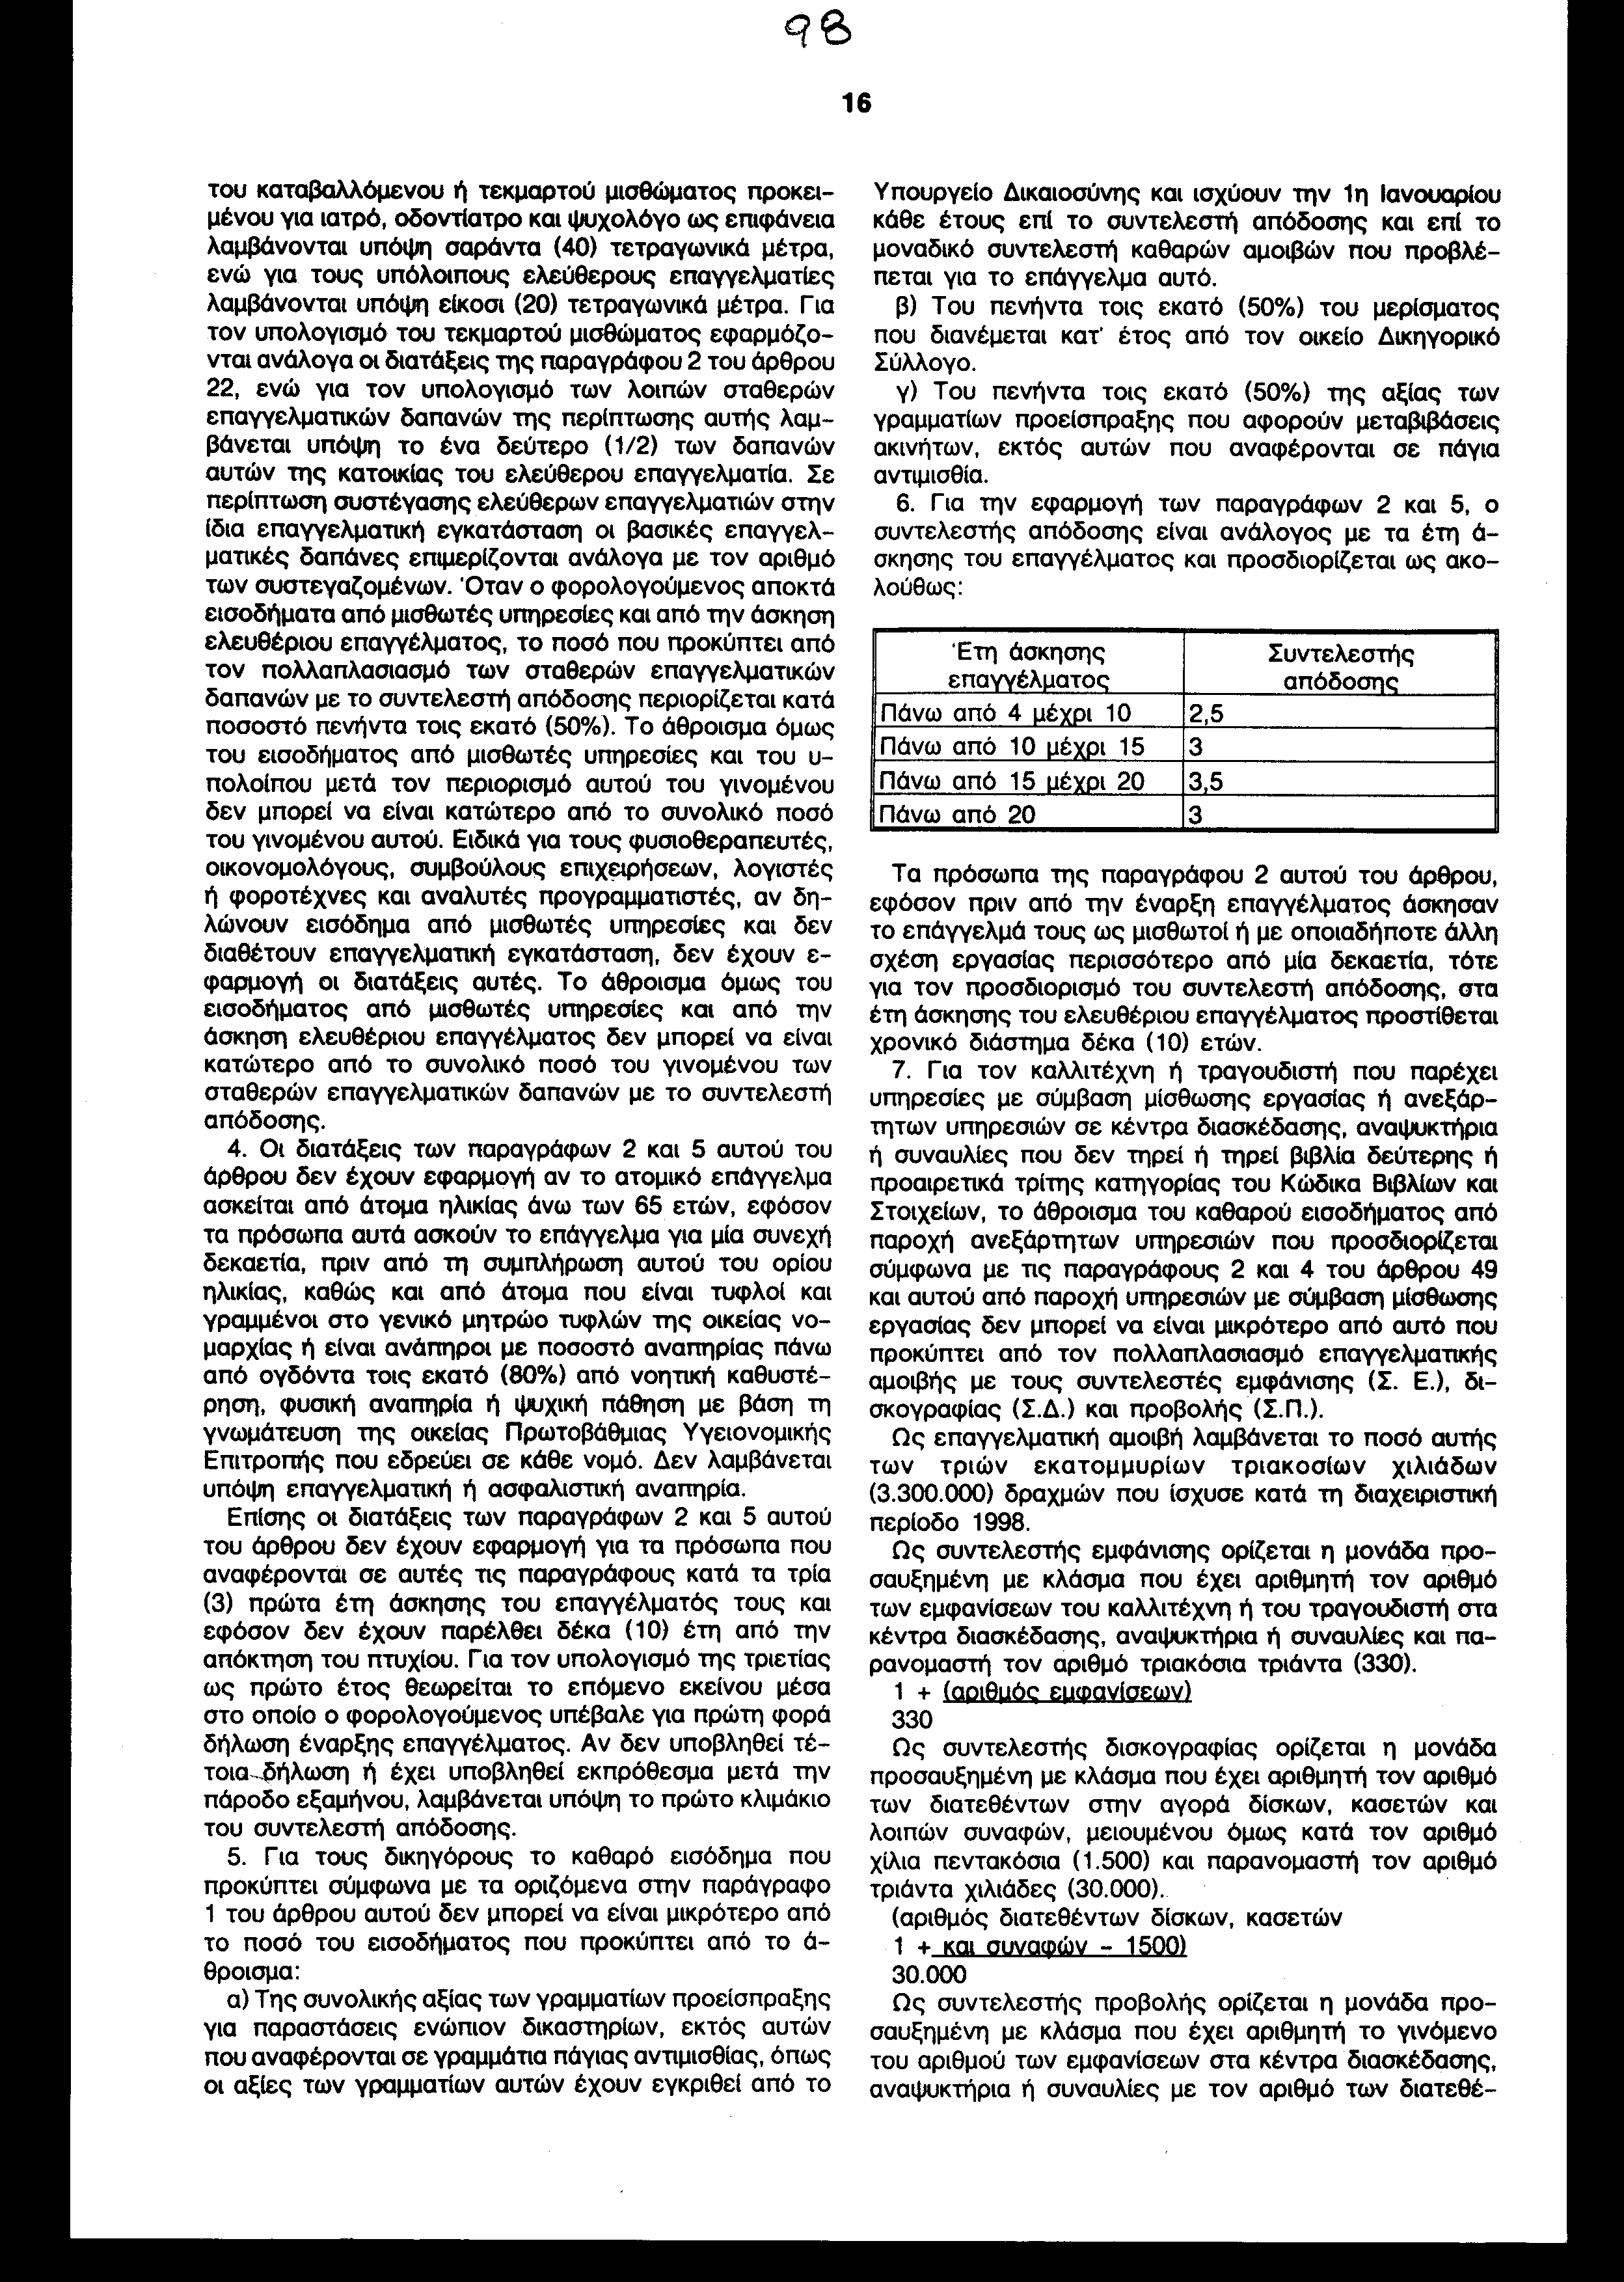 98
16
του καταβαλλόμενου ή τεκμαρτού μισθώματος προκει-
μένου για ιατρό, οδοντίατρο και ψυχολόγο ως επιφάνεια
λαμβάνονται υπόψη σαράντα (40) τετραγωνικά μέτρα,
ενώ για τους υπόλοιπους ελεύθερους επαγγελματίες
λαμβάνονται υπόψη είκοσι (20) τετραγωνικά μέτρα. Για
τον υπολογισμό του τεκμαρτού μισθώματος εφαρμόζο-
νται ανάλογα οι διατάξεις της παραγράφου 2 του άρθρου
22, ενώ για τον υπολογισμό των λοιπών σταθερών
επαγγελματικών δαπανών της περίπτωσης αυτής λαμ-
βάνεται υπόψη το ένα δεύτερο (1/2) των δαπανών
αυτών της κατοικίας του ελεύθερου επαγγελματία. Σε
περίπτωση συστέγασης ελεύθερων επαγγελματιών στην
ίδια επαγγελματική εγκατάσταση οι βασικές επαγγελ-
ματικές δαπάνες επιμερίζονται ανάλογα με τον αριθμό
των συστεγαζομένων. Όταν ο φορολογούμενος αποκτά
εισοδήματα από μισθωτές υπηρεσίες και από την άσκηση
ελευθέριου επαγγέλματος, το ποσό που προκύπτει από
τον πολλαπλασιασμό των σταθερών επαγγελματικών
δαπανών με το συντελεστή απόδοσης περιορίζεται κατά
ποσοστό πενήντα τοις εκατό (50%). Το άθροισμα όμως
του εισοδήματος από μισθωτές υπηρεσίες και του υ-
πολοίπου μετά τον περιορισμό αυτού του γινομένου
δεν μπορεί να είναι κατώτερο από το συνολικό ποσό
του γινομένου αυτού. Ειδικά για τους φυσιοθεραπευτές,
οικονομολόγους, συμβούλους επιχειρήσεων, λογιστές
ή φοροτέχνες και αναλυτές προγραμματιστές, αν δη-
λώνουν εισόδημα από μισθωτές υπηρεσίες και δεν
διαθέτουν επαγγελματική εγκατάσταση, δεν έχουν ε-
φαρμογή οι διατάξεις αυτές. Το άθροισμα όμως του
εισοδήματος από μισθωτές υπηρεσίες και από την
άσκηση ελευθέριου επαγγέλματος δεν μπορεί να είναι
κατώτερο από το συνολικό ποσό του γινομένου των
σταθερών επαγγελματικών δαπανών με το συντελεστή
απόδοσης.
4. Οι διατάξεις των παραγράφων 2 και 5 αυτού του
άρθρου δεν έχουν εφαρμογή αν το ατομικό επάγγελμα
ασκείται από άτομα ηλικίας άνω των 65 ετών, εφόσον
τα πρόσωπα αυτά ασκούν το επάγγελμα για μία συνεχή
δεκαετία, πριν από τη συμπλήρωση αυτού του ορίου
ηλικίας, καθώς και από άτομα που είναι τυφλοί και
γραμμένοι στο γενικό μητρώο τυφλών της οικείας νο-
μαρχίας ή είναι ανάπηροι με ποσοστό αναπηρίας πάνω
από ογδόντα τοις εκατό (80%) από νοητική καθυστέ-
ρηση, φυσική αναπηρία ή ψυχική πάθηση με βάση τη
γνωμάτευση της οικείας Πρωτοβάθμιας Υγειονομικής
Επιτροπής που εδρεύει σε κάθε νομό. Δεν λαμβάνεται
υπόψη επαγγελματική ή ασφαλιστική αναπηρία.
Επίσης οι διατάξεις των παραγράφων 2 και 5 αυτού
του άρθρου δεν έχουν εφαρμογή για τα πρόσωπα που
αναφέρονται σε αυτές τις παραγράφους κατά τα τρία
(3) πρώτα έτη άσκησης του επαγγέλματός τους και
εφόσον δεν έχουν παρέλθει δέκα (10) έτη από την
απόκτηση του πτυχίου. Για τον υπολογισμό της τριετίας
ως πρώτο έτος θεωρείται το επόμενο εκείνου μέσα
στο οποίο ο φορολογούμενος υπέβαλε για πρώτη φορά
δήλωση έναρξης επαγγέλματος. Αν δεν υποβληθεί τέ-
τοια δήλωση ή έχει υποβληθεί εκπρόθεσμα μετά την
πάροδο εξαμήνου, λαμβάνεται υπόψη το πρώτο κλιμάκιο
του συντελεστή απόδοσης.
5. Για τους δικηγόρους το καθαρό εισόδημα που
προκύπτει σύμφωνα με τα οριζόμενα στην παράγραφο
1 του άρθρου αυτού δεν μπορεί να είναι μικρότερο από
το ποσό του εισοδήματος που προκύπτει από το ά-
θροισμα:
α) Της συνολικής αξίας των γραμματίων προείσπραξης
για παραστάσεις ενώπιον δικαστηρίων, εκτός αυτών
που αναφέρονται σε γραμμάτια πάγιας αντιμισθίας, όπως
οι αξίες των γραμματίων αυτών έχουν εγκριθεί από το
Υπουργείο Δικαιοσύνης και ισχύουν την 1η Ιανουαρίου
κάθε έτους επί το συντελεστή απόδοσης και επί το
μοναδικό συντελεστή καθαρών αμοιβών που προβλέ-
πεται για το επάγγελμα αυτό.
β) Του πενήντα τοις εκατό (50%) του μερίσματος
που διανέμεται κατ' έτος από τον οικείο Δικηγορικό
Σύλλογο.
γ) Του πενήντα τοις εκατό (50%) της αξίας των
γραμματίων προείσπραξης που αφορούν μεταβιβάσεις
ακινήτων, εκτός αυτών που αναφέρονται σε πάγια
αντιμισθία.
6. Για την εφαρμογή των παραγράφων 2 και 5, ο
συντελεστής απόδοσης είναι ανάλογος με τα έτη ά-
σκησης του επαγγέλματος και προσδιορίζεται ως ακο-
λούθως:
Έτη άσκησης επαγγέλματος Συντελεστής απόδοσης
Πάνω από 4 μέχρι 10 2,5
Πάνω από 10 μέχρι 15 3
Πάνω από 15 μέχρι 20 3,5
Πάνω από 20 3
Τα πρόσωπα της παραγράφου 2 αυτού του άρθρου,
εφόσον πριν από την έναρξη επαγγέλματος άσκησαν
το επάγγελμά τους ως μισθωτοί ή με οποιαδήποτε άλλη
σχέση εργασίας περισσότερο από μία δεκαετία, τότε
για τον προσδιορισμό του συντελεστή απόδοσης, στα
έτη άσκησης του ελευθέριου επαγγέλματος προστίθεται
χρονικό διάστημα δέκα (10) ετών.
7. Για τον καλλιτέχνη ή τραγουδιστή που παρέχει
υπηρεσίες με σύμβαση μίσθωσης εργασίας ή ανεξάρ-
τητων υπηρεσιών σε κέντρα διασκέδασης, αναψυκτήρια
ή συναυλίες που δεν τηρεί ή τηρεί βιβλία δεύτερης ή
προαιρετικά τρίτης κατηγορίας του Κώδικα Βιβλίων και
Στοιχείων, το άθροισμα του καθαρού εισοδήματος από
παροχή ανεξάρτητων υπηρεσιών που προσδιορίζεται
σύμφωνα με τις παραγράφους 2 και 4 του άρθρου 49
και αυτού από παροχή υπηρεσιών με σύμβαση μίσθωσης
εργασίας δεν μπορεί να είναι μικρότερο από αυτό που
προκύπτει από τον πολλαπλασιασμό επαγγελματικής
αμοιβής με τους συντελεστές εμφάνισης (Σ. Ε.), δι-
σκογραφίας (Σ.Δ.) και προβολής (Σ.Π.).
Ως επαγγελματική αμοιβή λαμβάνεται το ποσό αυτής
των τριών εκατομμυρίων τριακοσίων χιλιάδων
(3.300.000) δραχμών που ίσχυσε κατά τη διαχειριστική
περίοδο 1998.
Ως συντελεστής εμφάνισης ορίζεται η μονάδα προ-
σαυξημένη με κλάσμα που έχει αριθμητή τον αριθμό
των εμφανίσεων του καλλιτέχνη ή του τραγουδιστή στα
κέντρα διασκέδασης, αναψυκτήρια ή συναυλίες και πα-
ρανομαστή τον αριθμό τριακόσια τριάντα (330).
1 + (αριθμός εμφανίσεων)
330
Ως συντελεστής δισκογραφίας ορίζεται η μονάδα
προσαυξημένη με κλάσμα που έχει αριθμητή τον αριθμό
των διατεθέντων στην αγορά δίσκων, κασετών και
λοιπών συναφών, μειουμένου όμως κατά τον αριθμό
χίλια πεντακόσια (1.500) και παρανομαστή τον αριθμό
τριάντα χιλιάδες (30.000).
(αριθμός διατεθέντων δίσκων, κασετών
1 + και συναφών - 1500)
30.000
Ως συντελεστής προβολής ορίζεται η μονάδα προ-
σαυξημένη με κλάσμα που έχει αριθμητή το γινόμενο
του αριθμού των εμφανίσεων στα κέντρα διασκέδασης,
αναψυκτήρια ή συναυλίες με τον αριθμό των διατεθέ-